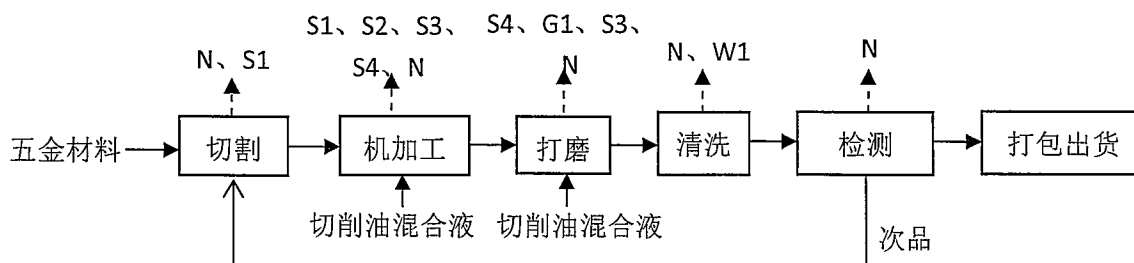 S1、S2、S3、
S4、N
S4、G1、S3、
N
N、S1
N、W1
N
五金材料
切割
机加工
打磨
清洗
检测
打包出货
切削油混合液
切削油混合液
次品